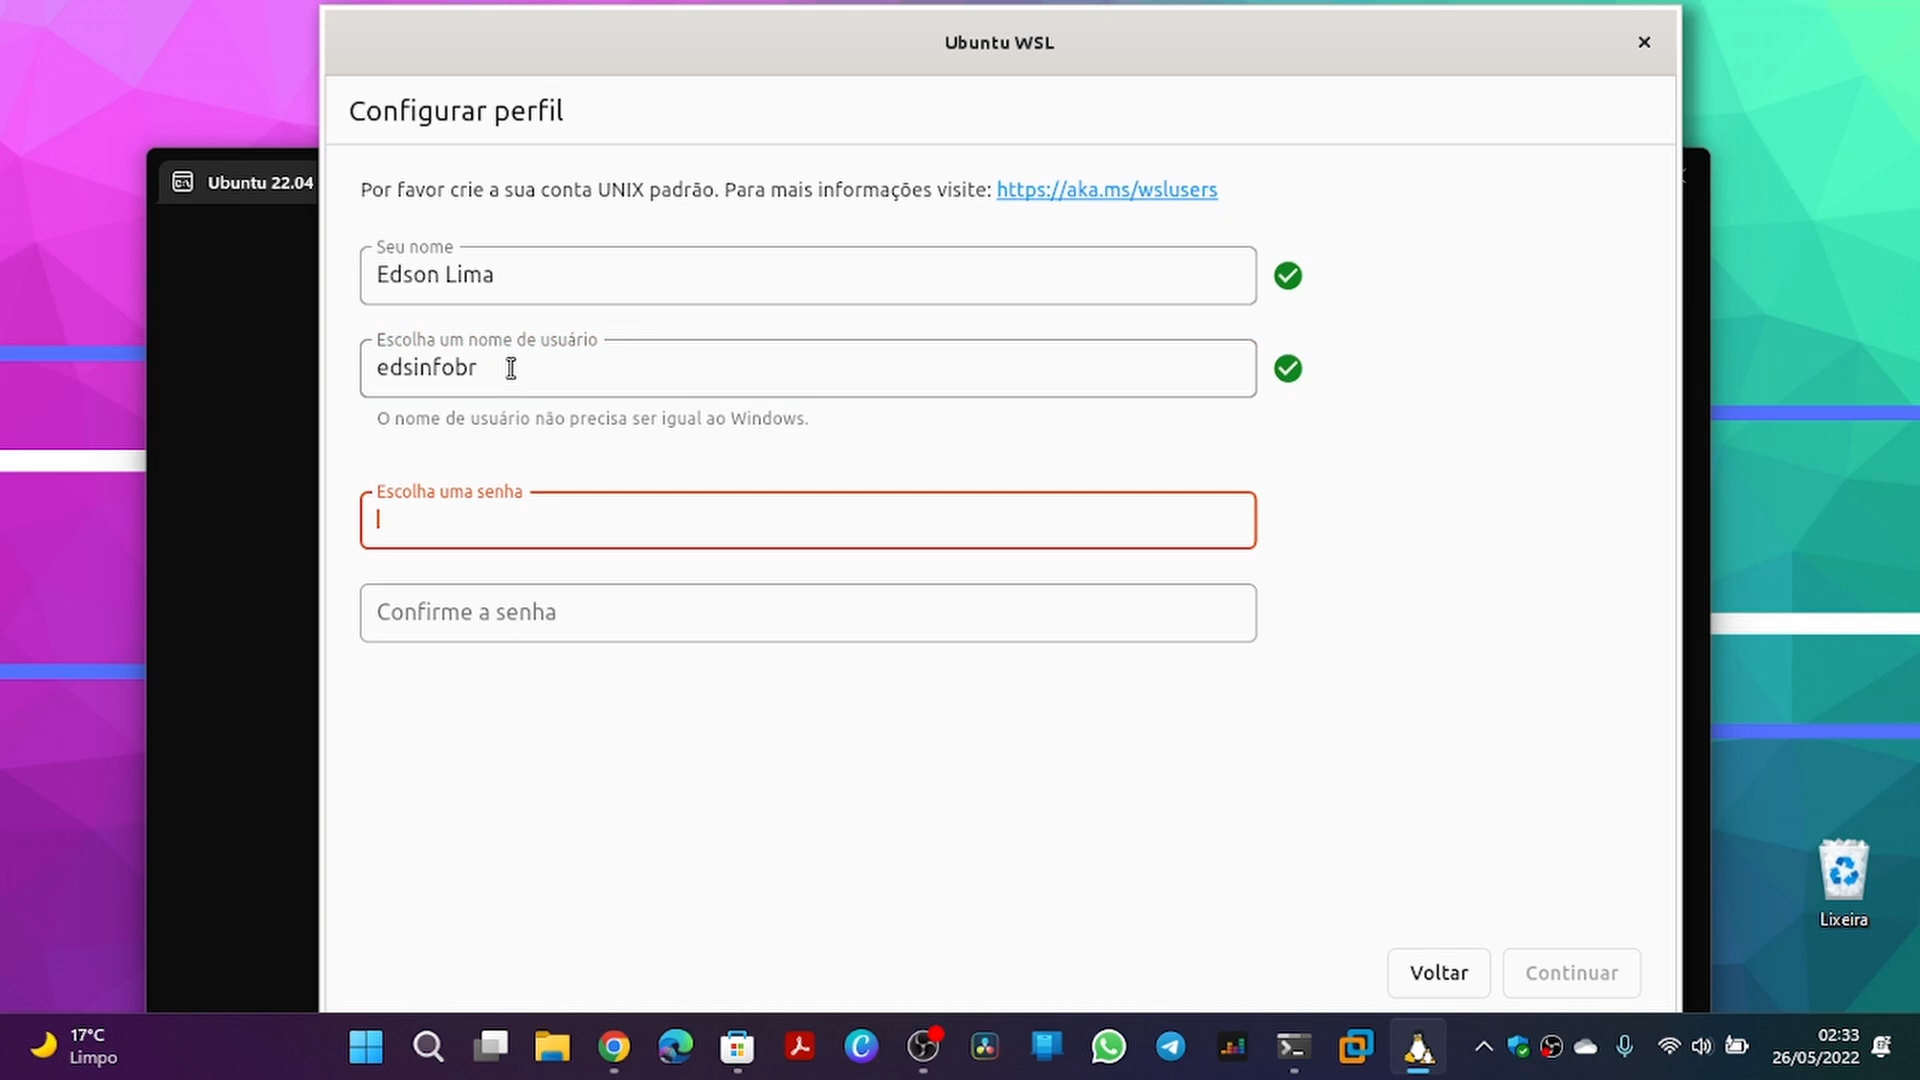 Ubuntu WSL
Configurar perfil
Ubuntu 22.04
Por favor crie a sua conta UNIX padrão. Para mais informações visite: https://aka.ms/wslusers
Seu nome
Edson Lima
Escolha um nome de usuário
edsinfobr
O nome de usuário não precisa ser igual ao Windows.
Escolha uma senha
Confirme a senha
Lixeira
Voltar
Continuar
17°C
Limpo
02:33
26/05/2022